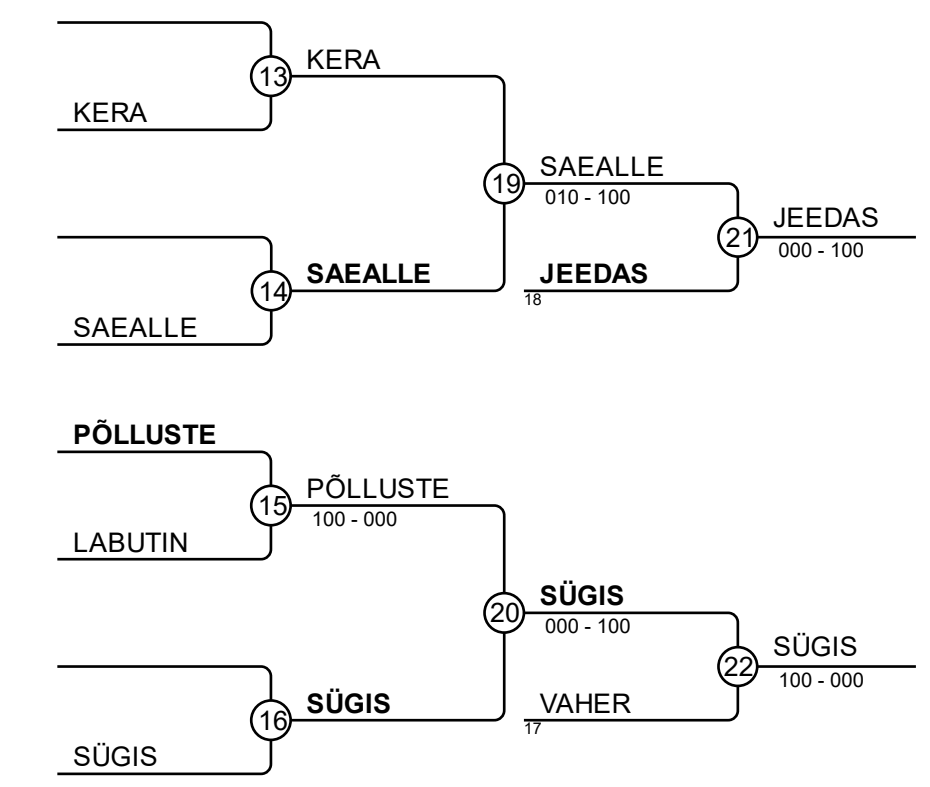 KERA
13
KERA
SAEALLE
19
010 - 100
JEEDAS
21
000 - 100
SAEALLE
JEEDAS
14
18
SAEALLE
PÕLLUSTE
PÕLLUSTE
15
100 - 000
LABUTIN
SÜGIS
20
000 - 100
SÜGIS
22
100 - 000
SÜGIS
VAHER
16
17
SÜGIS